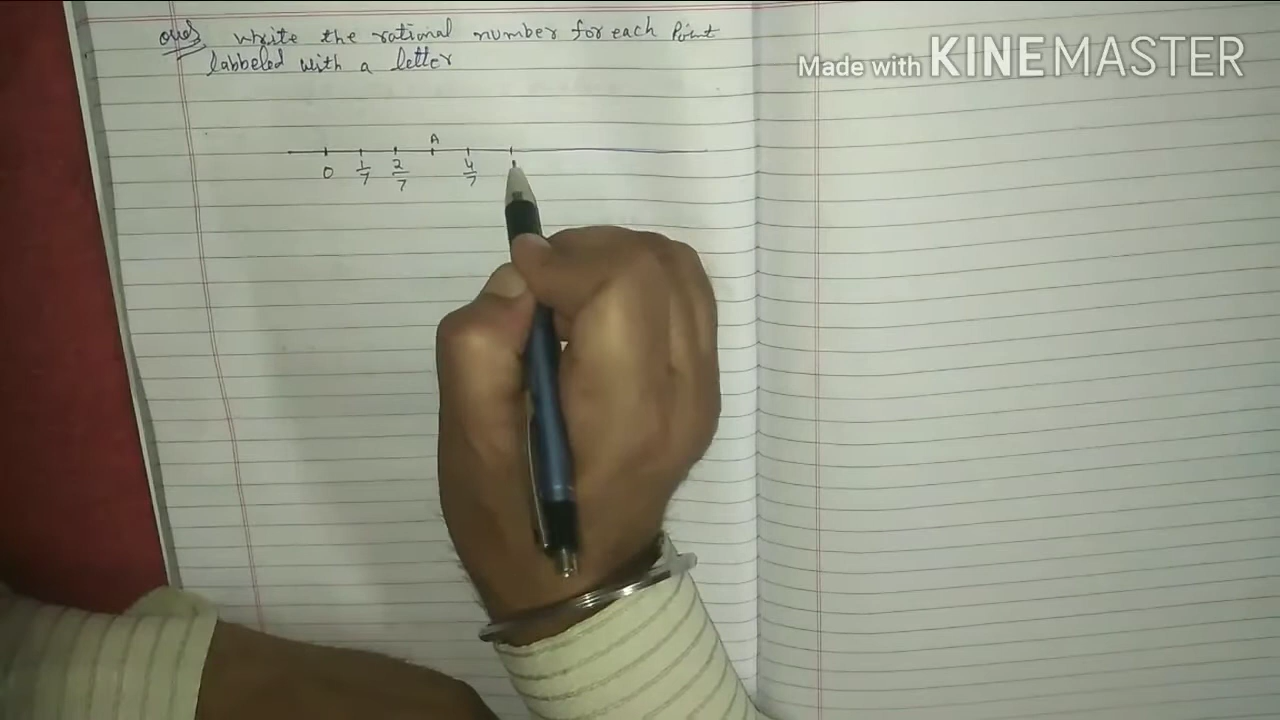 Ques write the rational number for each Point
labbeled with a letter
Made with KINEMASTER
A
0 1/7 2/7 4/7